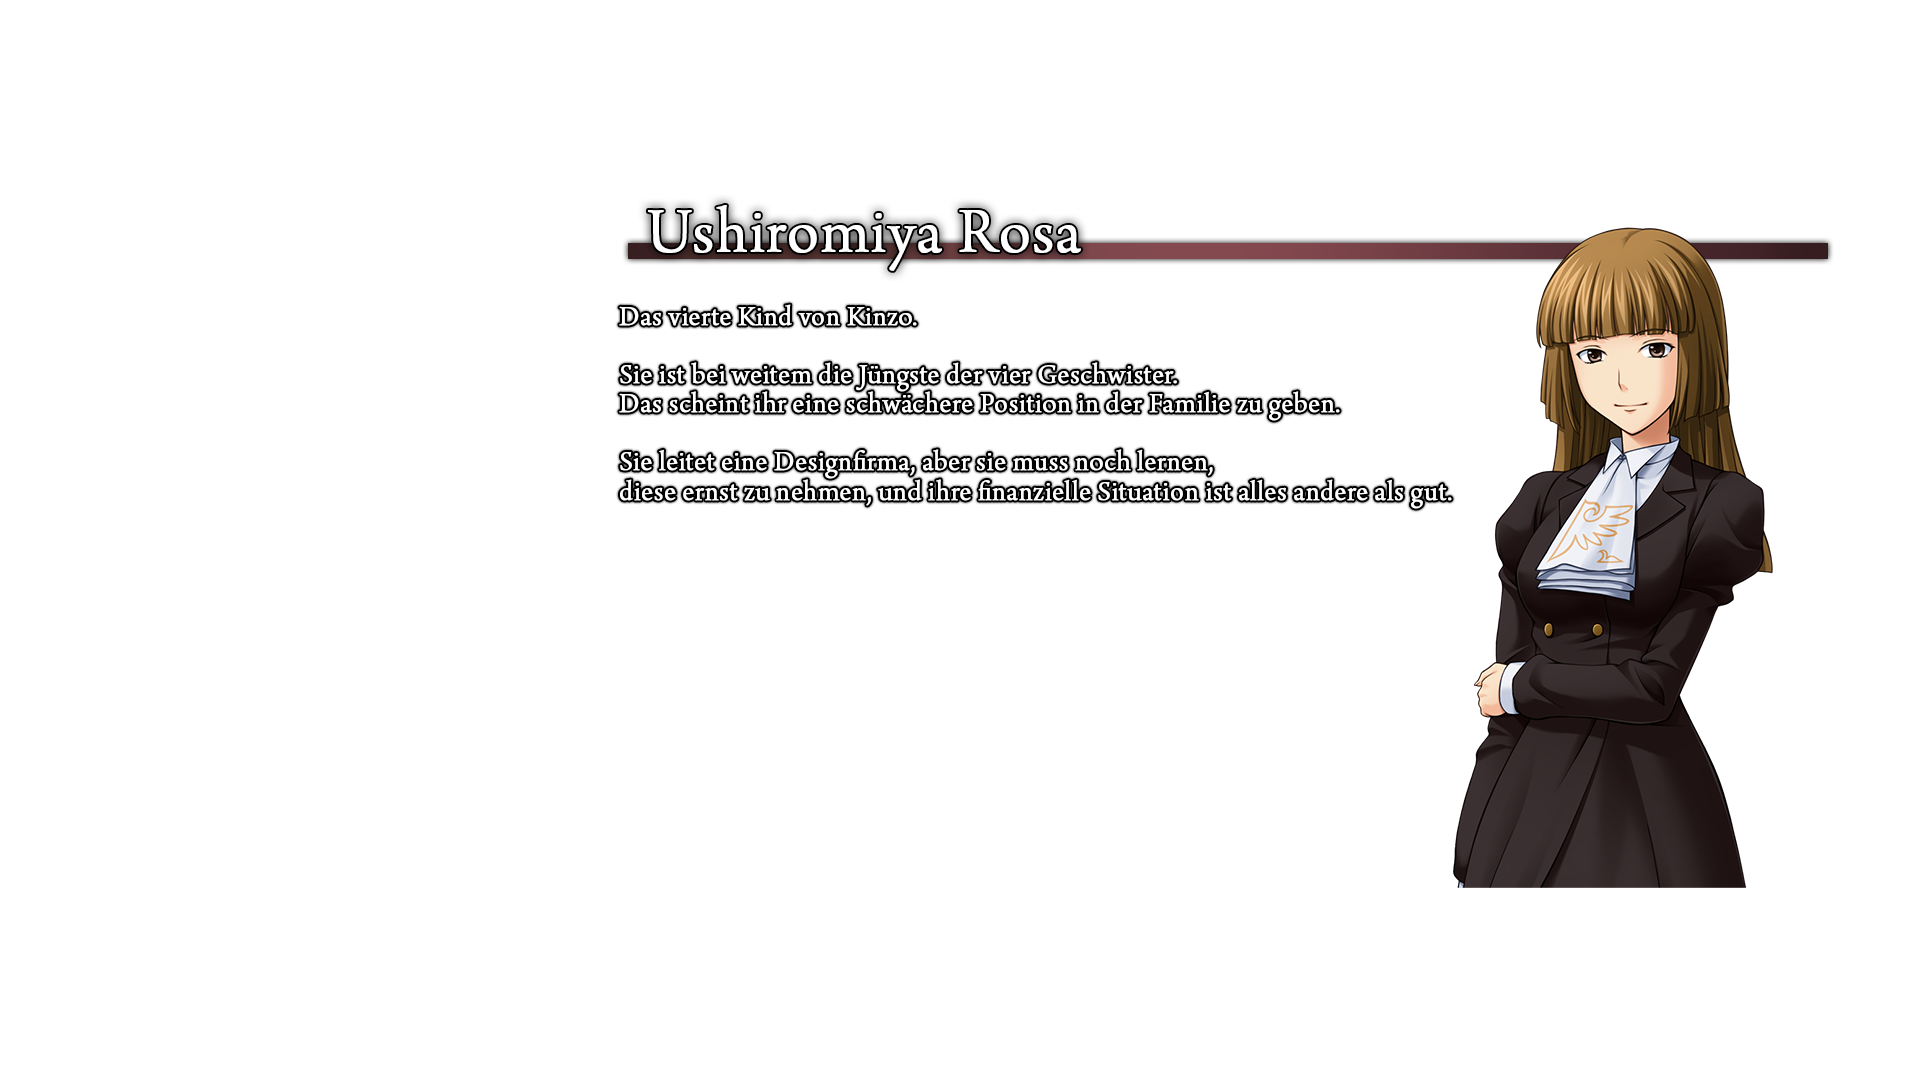 Ushiromiya Rosa
Das vierte Kind von Kinzo.
Sie ist bei weitem die Jüngste der vier Geschwister.
Das scheint ihr eine schwächere Position in der Familie zu geben.
Sie leitet eine Designfirma, aber sie muss noch lernen,
diese ernst zu nehmen, und ihre finanzielle Situation ist alles andere als gut.